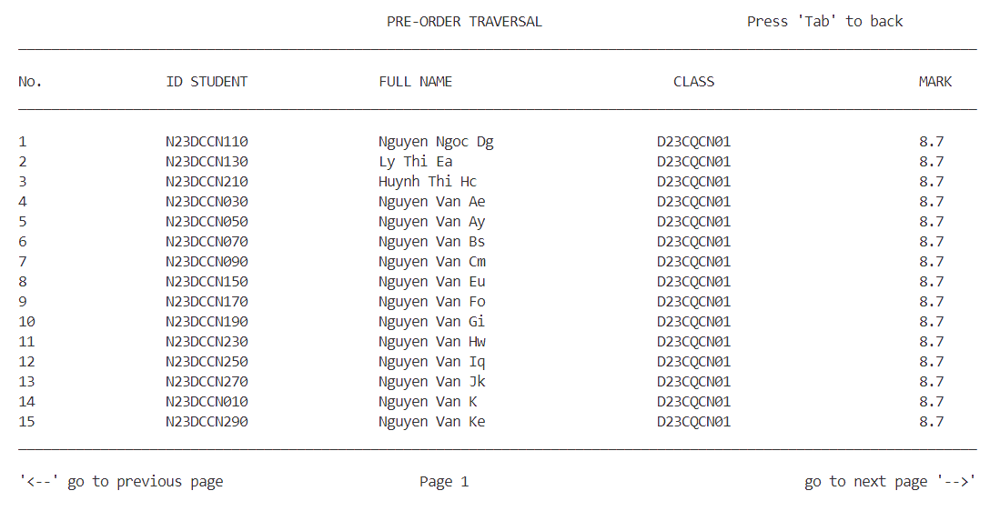 PRE-ORDER TRAVERSAL Press 'Tab' to back
No. ID STUDENT FULL NAME CLASS MARK
1 N23DCCN110 Nguyen Ngoc Dg D23CQCN01 8.7
2 N23DCCN130 Ly Thi Ea D23CQCN01 8.7
3 N23DCCN210 Huynh Thi Hc D23CQCN01 8.7
4 N23DCCN030 Nguyen Van Ae D23CQCN01 8.7
5 N23DCCN050 Nguyen Van Ay D23CQCN01 8.7
6 N23DCCN070 Nguyen Van Bs D23CQCN01 8.7
7 N23DCCN090 Nguyen Van Cm D23CQCN01 8.7
8 N23DCCN150 Nguyen Van Eu D23CQCN01 8.7
9 N23DCCN170 Nguyen Van Fo D23CQCN01 8.7
10 N23DCCN190 Nguyen Van Gi D23CQCN01 8.7
11 N23DCCN230 Nguyen Van Hw D23CQCN01 8.7
12 N23DCCN250 Nguyen Van Iq D23CQCN01 8.7
13 N23DCCN270 Nguyen Van Jk D23CQCN01 8.7
14 N23DCCN010 Nguyen Van K D23CQCN01 8.7
15 N23DCCN290 Nguyen Van Ke D23CQCN01 8.7
'<--' go to previous page Page 1 go to next page '-->'